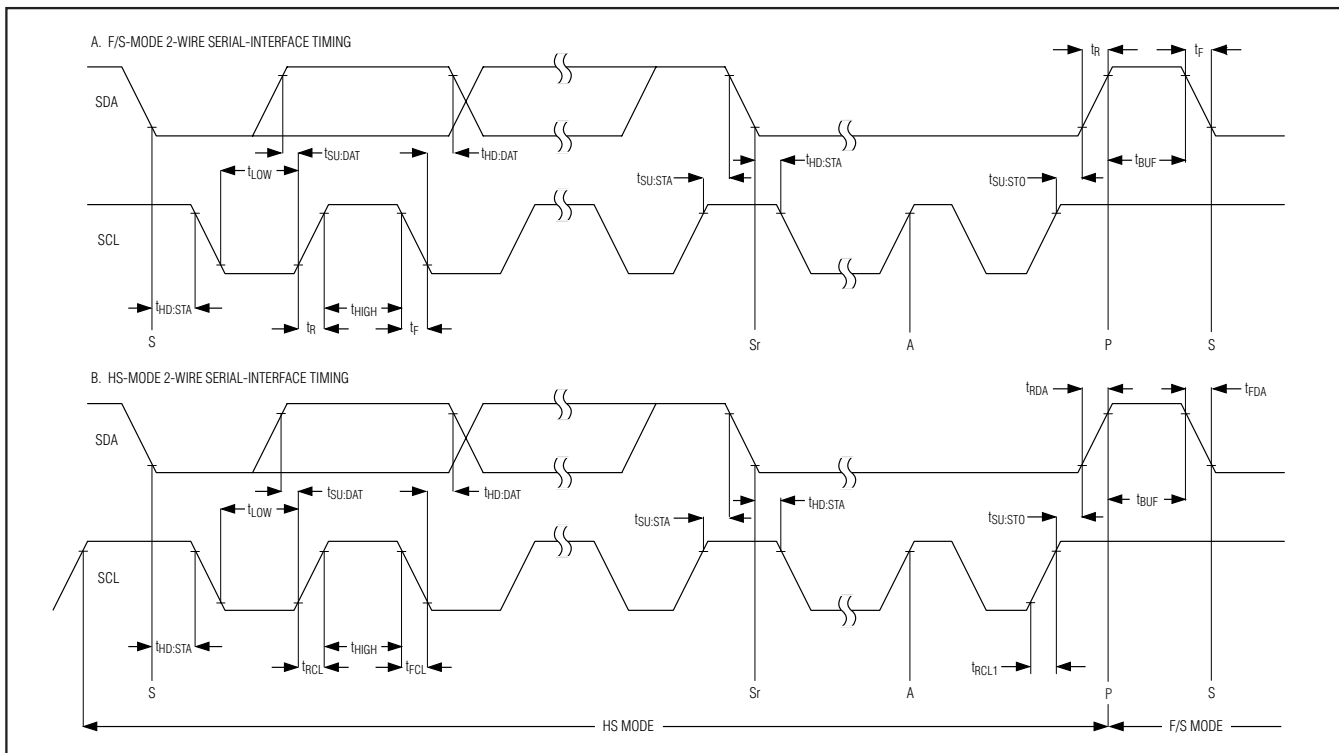 A. F/S-MODE 2-WIRE SERIAL-INTERFACE TIMING
tR
tF
SDA
tSU:DAT
tHD:DAT
tLOW
tHD:STA
tBUF
tSU:STA
tSU:STO
SCL
tHD:STA
tHIGH
tR
tF
S
Sr
A
P
S
B. HS-MODE 2-WIRE SERIAL-INTERFACE TIMING
tRDA
tFDA
SDA
tSU:DAT
tHD:DAT
tLOW
tHD:STA
tBUF
tSU:STA
tSU:STO
SCL
tHD:STA
tHIGH
tRCL
tFCL
tRCL1
S
Sr
A
P
S
HS MODE
F/S MODE